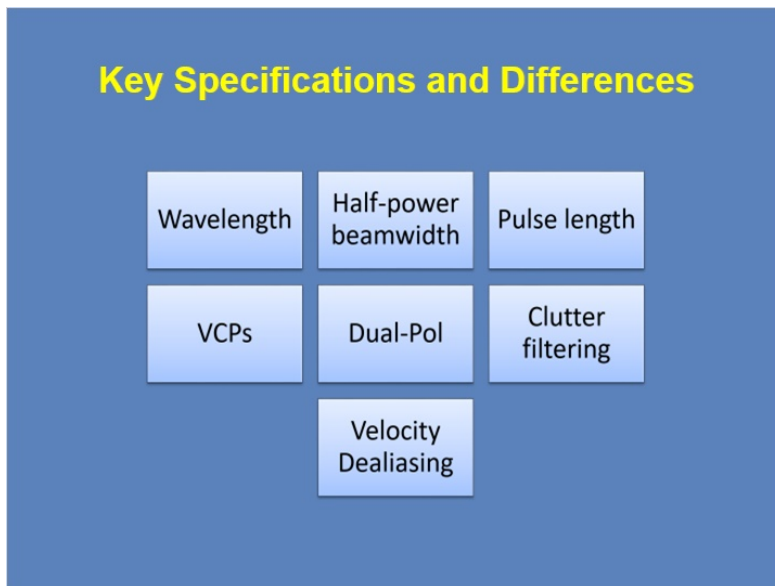 Key Specifications and Differences
Wavelength
Half-power
beamwidth
Pulse length
VCPs
Dual-Pol
Clutter
filtering
Velocity
Dealiasing